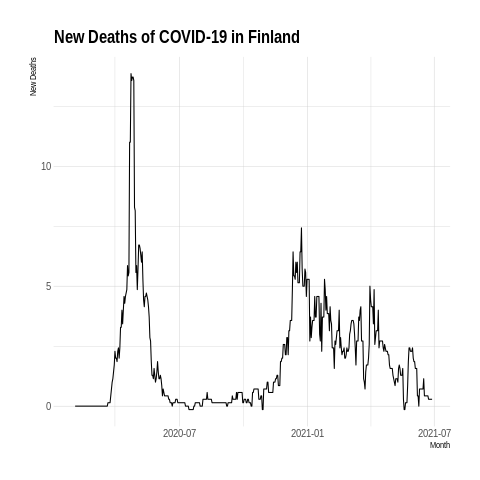 New Deaths of COVID-19 in Finland
New Deaths
10
5
0
2020-07 2021-01 2021-07
Month